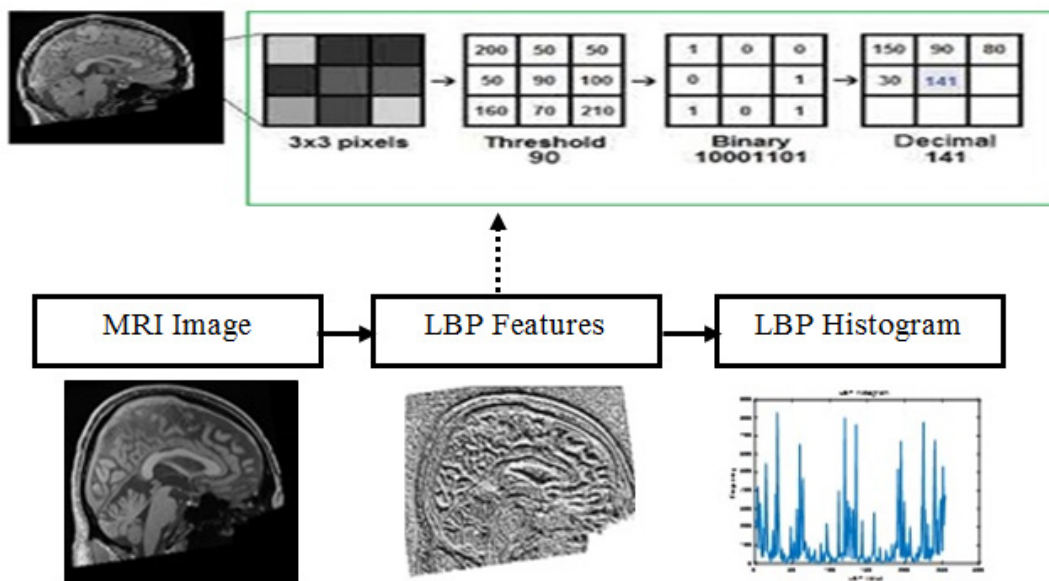 200 50 50
50 90 100
160 70 210
1 0 0
0 1
1 0 1
150 90 80
30 141
3x3 pixels
Threshold
90
Binary
10001101
Decimal
141
MRI Image
LBP Features
LBP Histogram